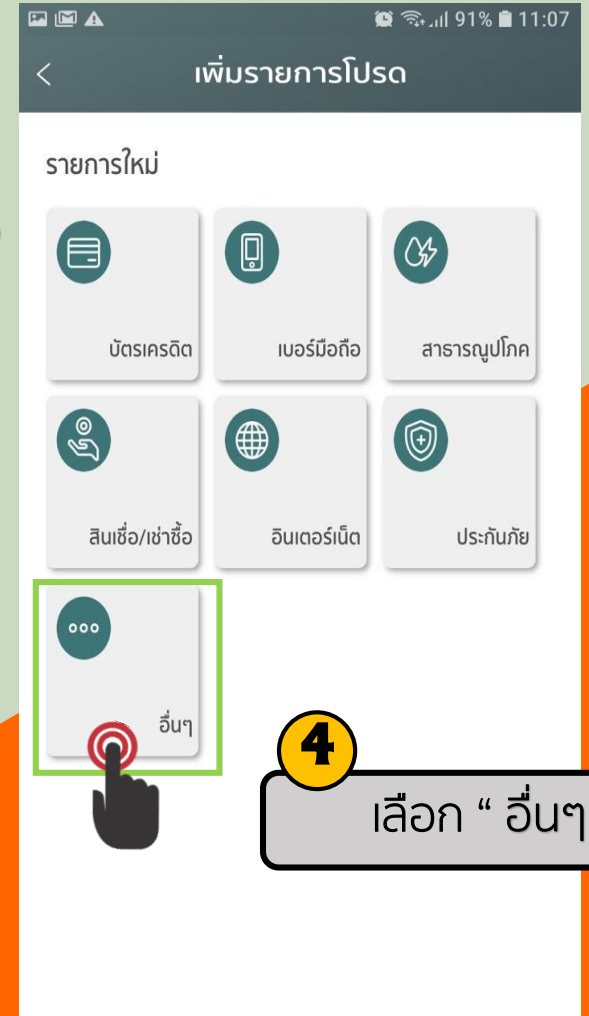 91% 11:07
< เพิ่มรายการโปรด
รายการใหม่
บัตรเครดิต เบอร์มือถือ สาธารณูปโภค
สินเชื่อ/เช่าซื้อ อินเตอร์เน็ต ประกันภัย
อื่นๆ
4
เลือก “ อื่นๆ